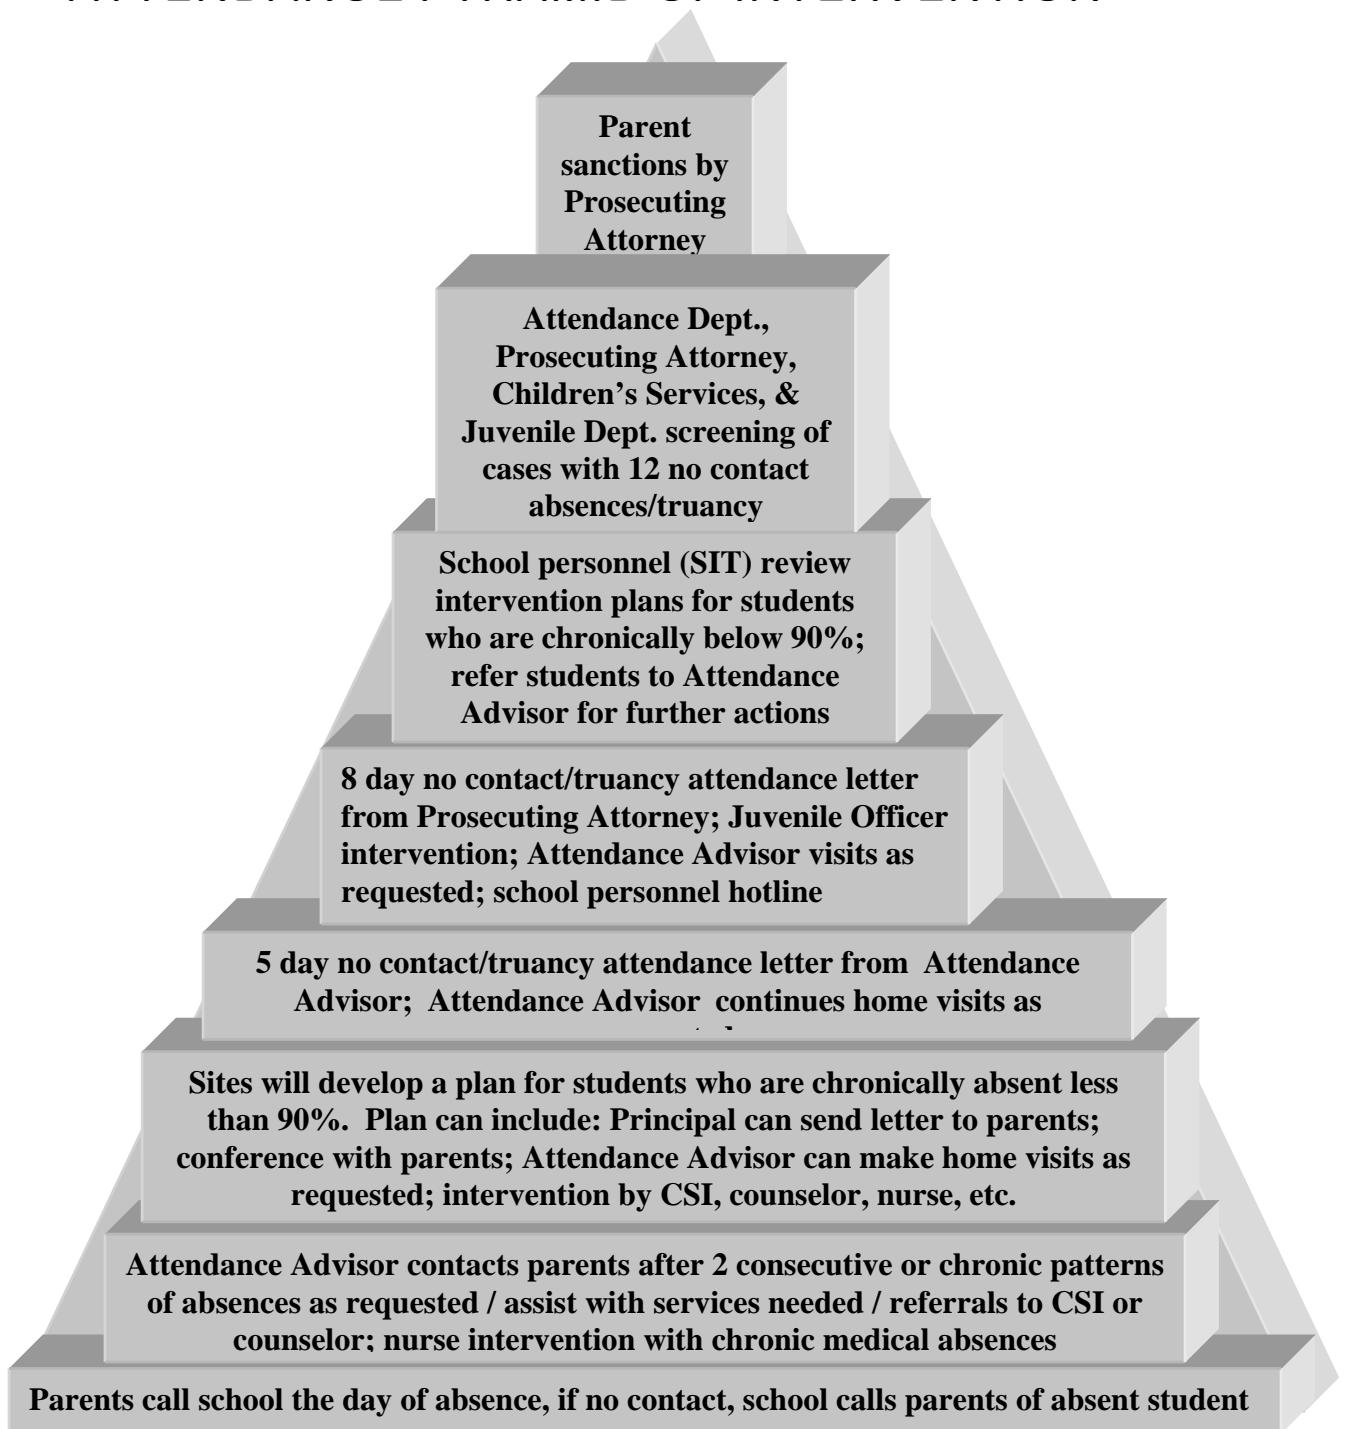 ATTENDANCE PYRAMID OF INTERVENTION
Parent
sanctions by
Prosecuting
Attorney
Attendance Dept.,
Prosecuting Attorney,
Children’s Services, &
Juvenile Dept. screening of
cases with 12 no contact
absences/truancy
School personnel (SIT) review
intervention plans for students
who are chronically below 90%;
refer students to Attendance
Advisor for further actions
8 day no contact/truancy attendance letter
from Prosecuting Attorney; Juvenile Officer
intervention; Attendance Advisor visits as
requested; school personnel hotline
5 day no contact/truancy attendance letter from  Attendance
Advisor;  Attendance Advisor  continues home visits as
Sites will develop a plan for students who are chronically absent less
than 90%.  Plan can include: Principal can send letter to parents;
conference with parents; Attendance Advisor can make home visits as
requested; intervention by CSI, counselor, nurse, etc.
Attendance Advisor contacts parents after 2 consecutive or chronic patterns
of absences as requested / assist with services needed / referrals to CSI or
counselor; nurse intervention with chronic medical absences
Parents call school the day of absence, if no contact, school calls parents of absent student